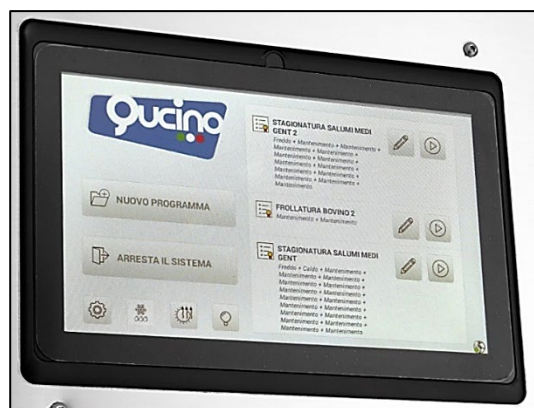 Qucino
NUOVO PROGRAMMA
ARRESTA IL SISTEMA
STAGIONATURA SALUMI MEDI
GENT 2
Freddo + Mantenimento + Mantenimento +
Mantenimento + Mantenimento +
Mantenimento + Mantenimento +
Mantenimento + Mantenimento +
Mantenimento + Mantenimento +
Mantenimento + Mantenimento +
Mantenimento
FROLLATURA BOVINO 2
Mantenimento + Mantenimento
STAGIONATURA SALUMI MEDI
GENT
Freddo + Caldo + Mantenimento +
Mantenimento + Mantenimento +
Mantenimento + Mantenimento +
Mantenimento + Mantenimento +
Mantenimento + Mantenimento +
Mantenimento + Mantenimento +
Mantenimento + Mantenimento +
Mantenimento + Mantenimento +
Mantenimento + Mantenimento